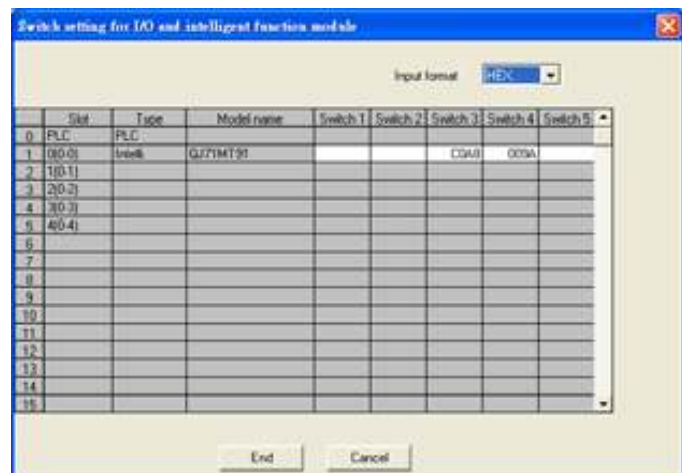 Switch setting for I/O and intelligent function module
Input format HEX
Slot Type Model name Switch 1 Switch 2 Switch 3 Switch 4 Switch 5
0 PLC PLC
1 0(0-0) Intelli QJ71MT91 C0A8 009A
2 1(0-1)
3 2(0-2)
4 3(0-3)
5 4(0-4)
6
7
8
9
10
11
12
13
14
15
End Cancel